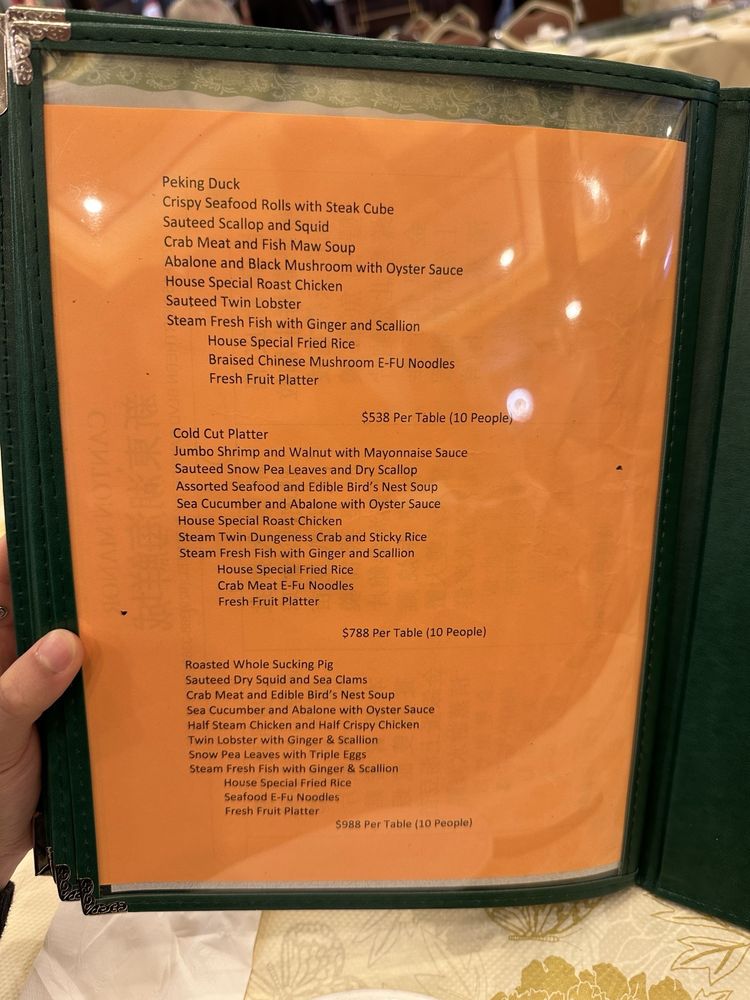 Peking Duck
Crispy Seafood Rolls with Steak Cube
Sauteed Scallop and Squid
Crab Meat and Fish Maw Soup
Abalone and Black Mushroom with Oyster Sauce
House Special Roast Chicken
Sauteed Twin Lobster
Steam Fresh Fish with Ginger and Scallion
House Special Fried Rice
Braised Chinese Mushroom E-FU Noodles
Fresh Fruit Platter
$538 Per Table (10 People)
Cold Cut Platter
Jumbo Shrimp and Walnut with Mayonnaise Sauce
Sauteed Snow Pea Leaves and Dry Scallop
Assorted Seafood and Edible Bird's Nest Soup
Sea Cucumber and Abalone with Oyster Sauce
House Special Roast Chicken
Steam Twin Dungeness Crab and Sticky Rice
Steam Fresh Fish with Ginger and Scallion
House Special Fried Rice
Crab Meat E-Fu Noodles
Fresh Fruit Platter
$788 Per Table (10 People)
Roasted Whole Sucking Pig
Sauteed Dry Squid and Sea Clams
Crab Meat and Edible Bird's Nest Soup
Sea Cucumber and Abalone with Oyster Sauce
Half Steam Chicken and Half Crispy Chicken
Twin Lobster with Ginger & Scallion
Snow Pea Leaves with Triple Eggs
Steam Fresh Fish with Ginger & Scallion
House Special Fried Rice
Seafood E-Fu Noodles
Fresh Fruit Platter
$988 Per Table (10 People)